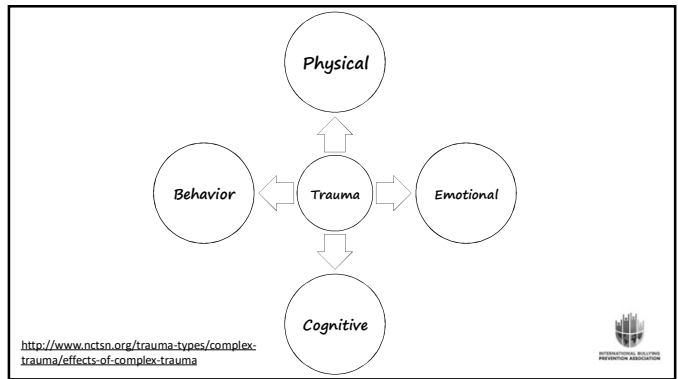 Physical
Behavior
Trauma
Emotional
Cognitive
http://www.nctsn.org/trauma-types/complex-
trauma/effects-of-complex-trauma
INTERNATIONAL BULLYING
PREVENTION ASSOCIATION